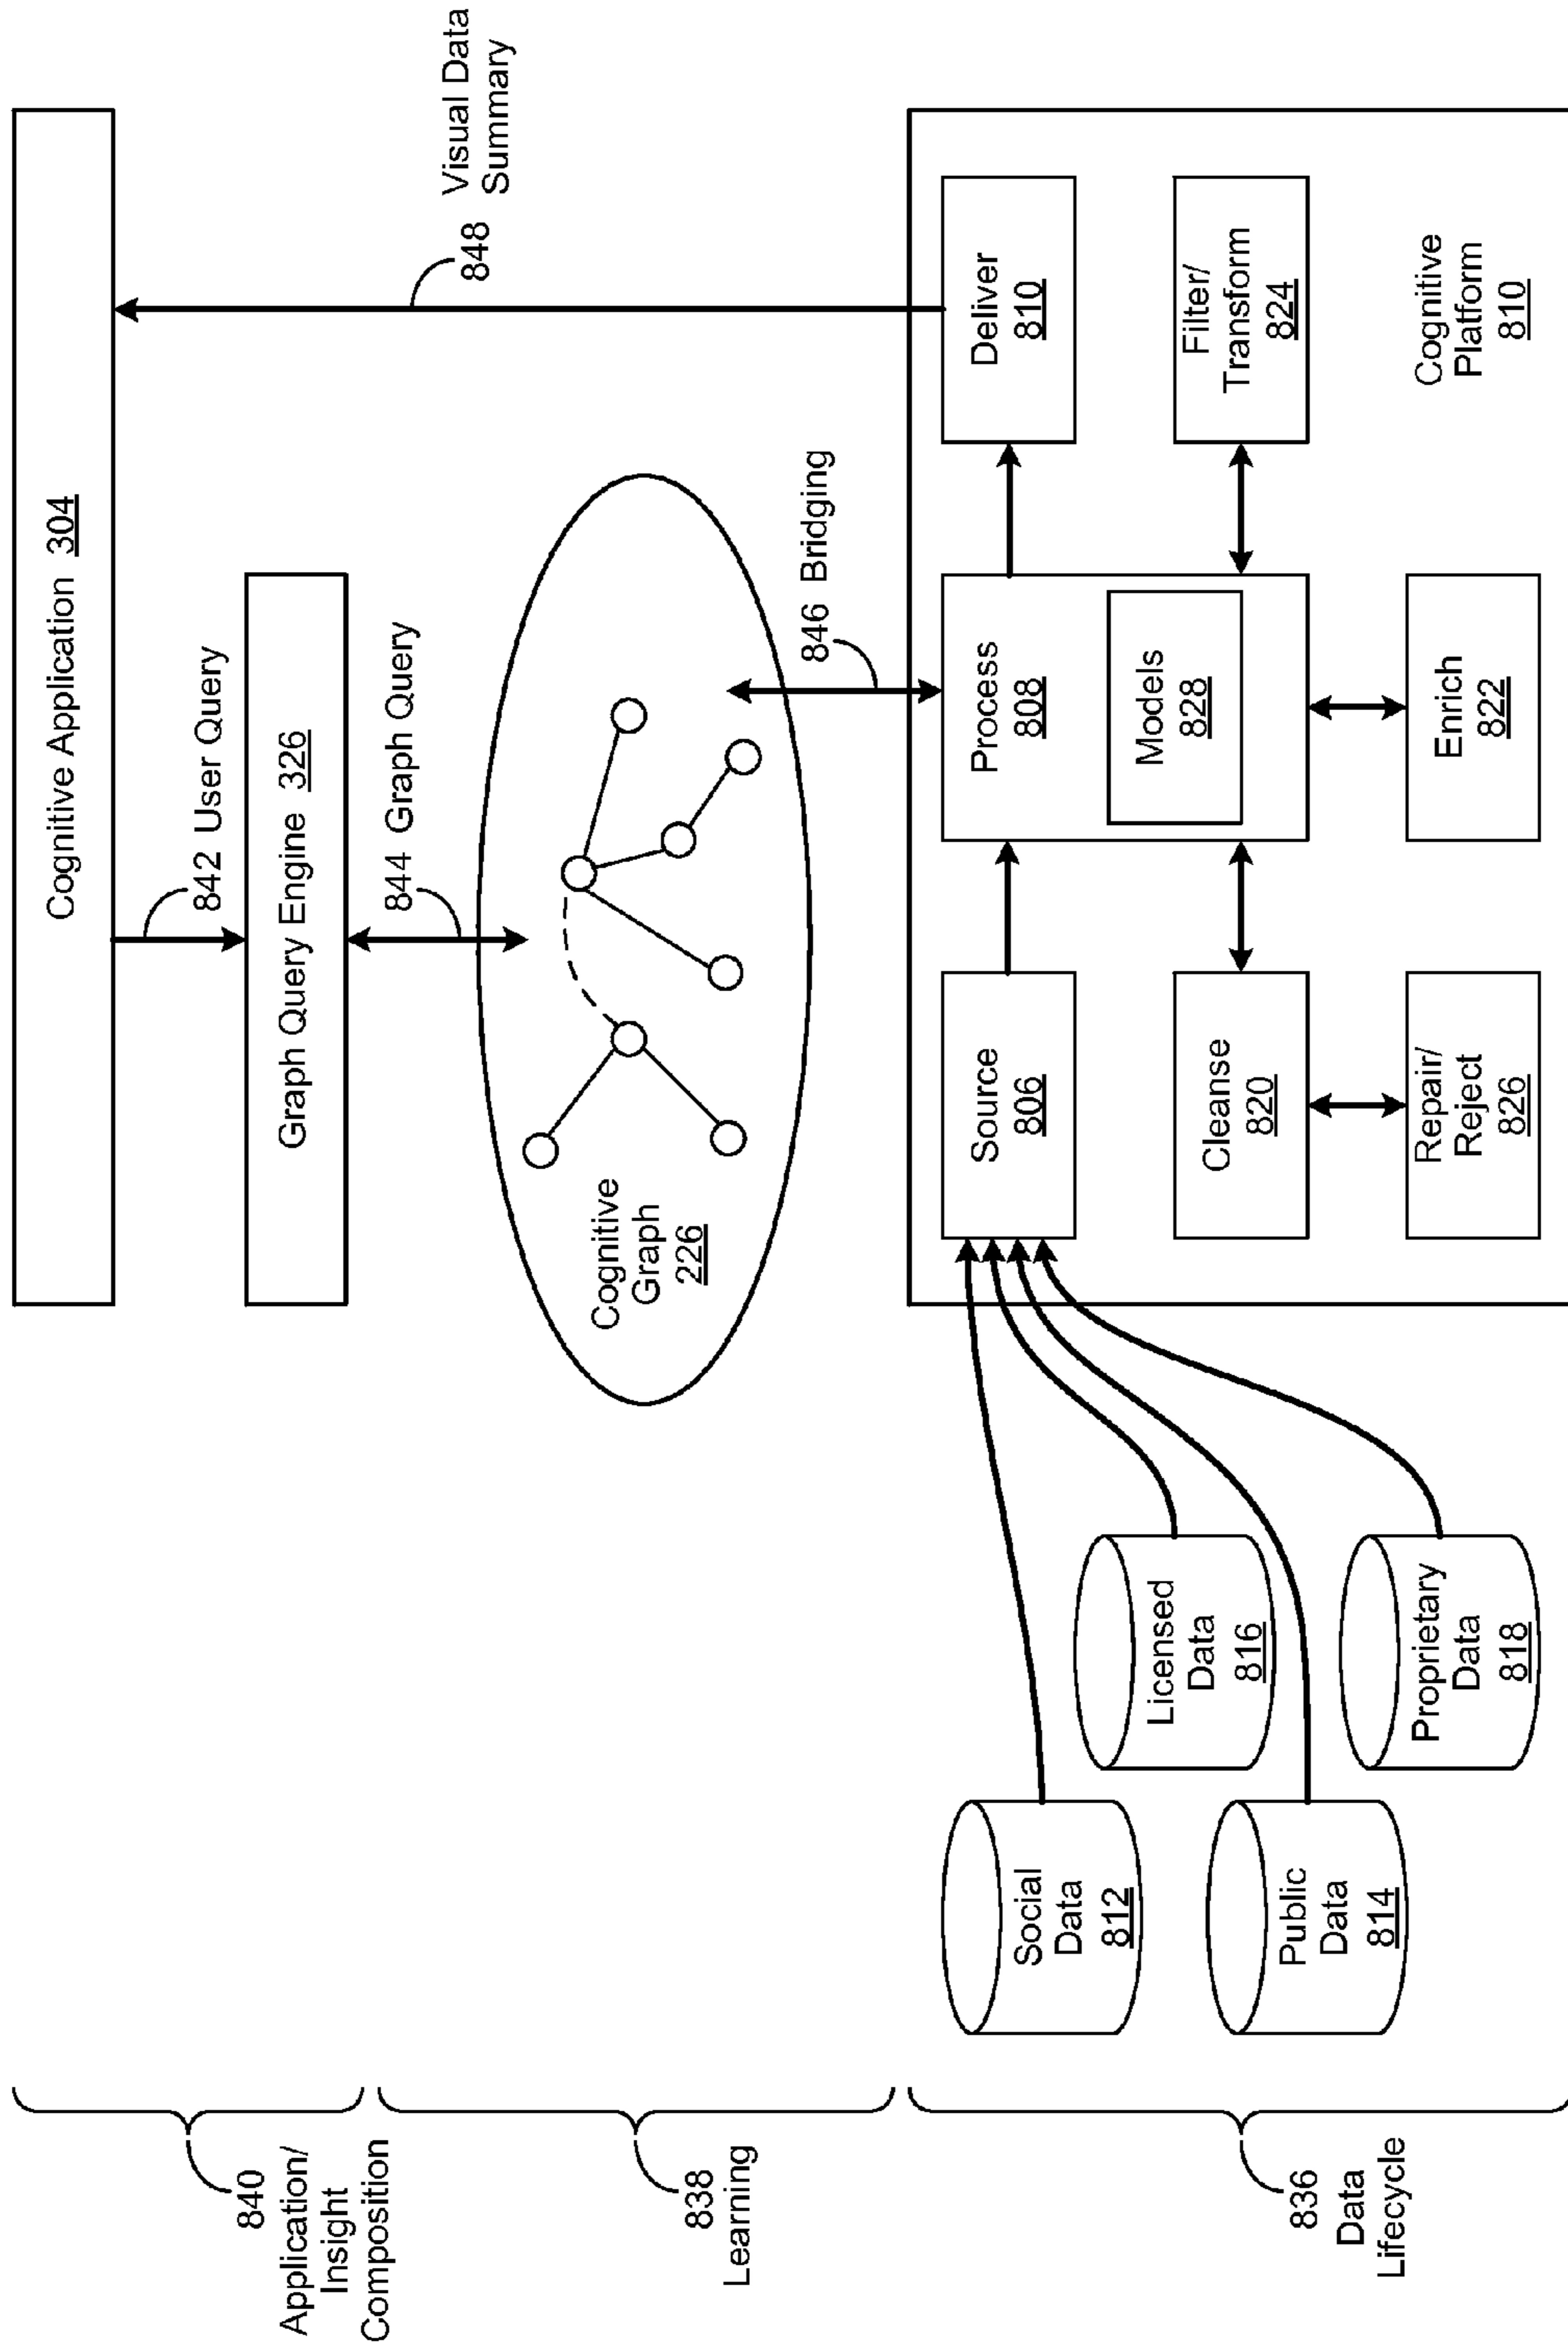 840
Application/
Insight
Composition
838
Learning
836
Data
Lifecycle
Cognitive Application 304
842 User Query
Graph Query Engine 326
844 Graph Query
848
Visual Data
Summary
Cognitive
Graph
226
846 Bridging
Social
Data
812
Licensed
Data
816
Public
Data
814
Proprietary
Data
818
Source
806
Process
808
Models
828
Deliver
810
Cleanse
820
Filter/
Transform
824
Repair/
Reject
826
Enrich
822
Cognitive
Platform
810